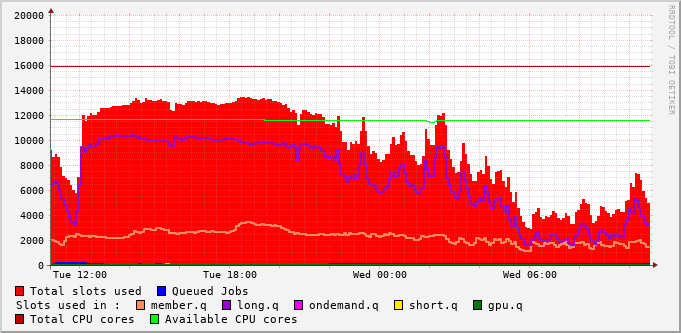 20000
18000
16000
14000
12000
10000
8000
6000
4000
2000
0
Tue 12:00 Tue 18:00 Wed 00:00 Wed 06:00
RRDTOOL / TOBI OETIKER
Total slots used Queued Jobs
Slots used in : member.q long.q ondemand.q short.q gpu.q
Total CPU cores Available CPU cores